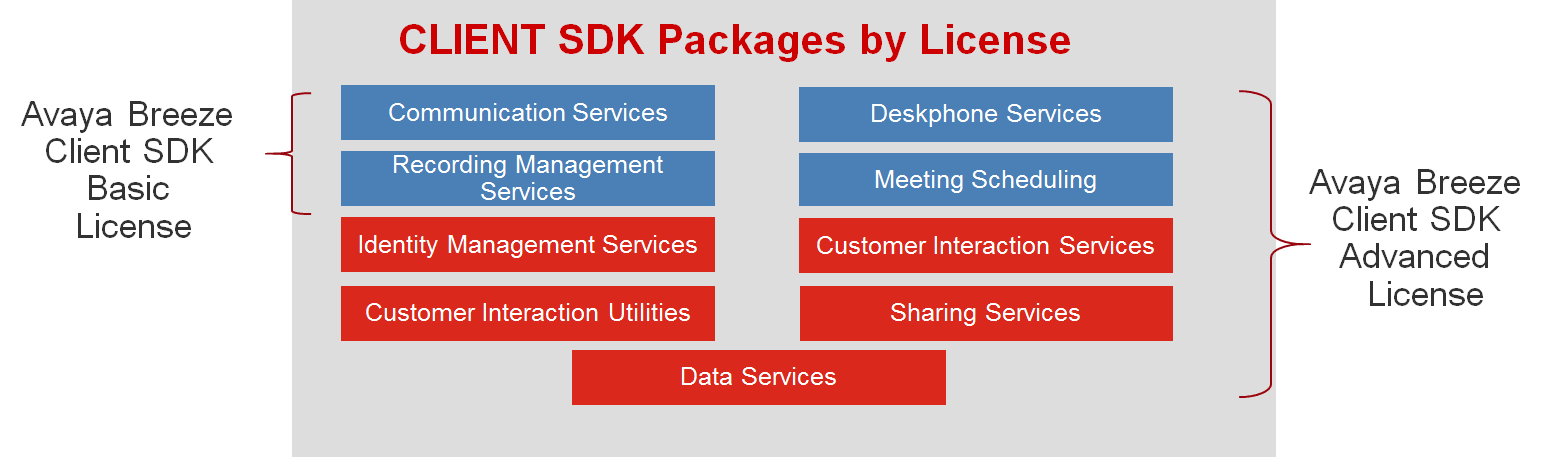 CLIENT SDK Packages by License
Avaya Breeze
Client SDK
Basic
License
Communication Services
Deskphone Services
Recording Management
Services
Meeting Scheduling
Identity Management Services
Customer Interaction Services
Customer Interaction Utilities
Sharing Services
Data Services
Avaya Breeze
Client SDK
Advanced
License